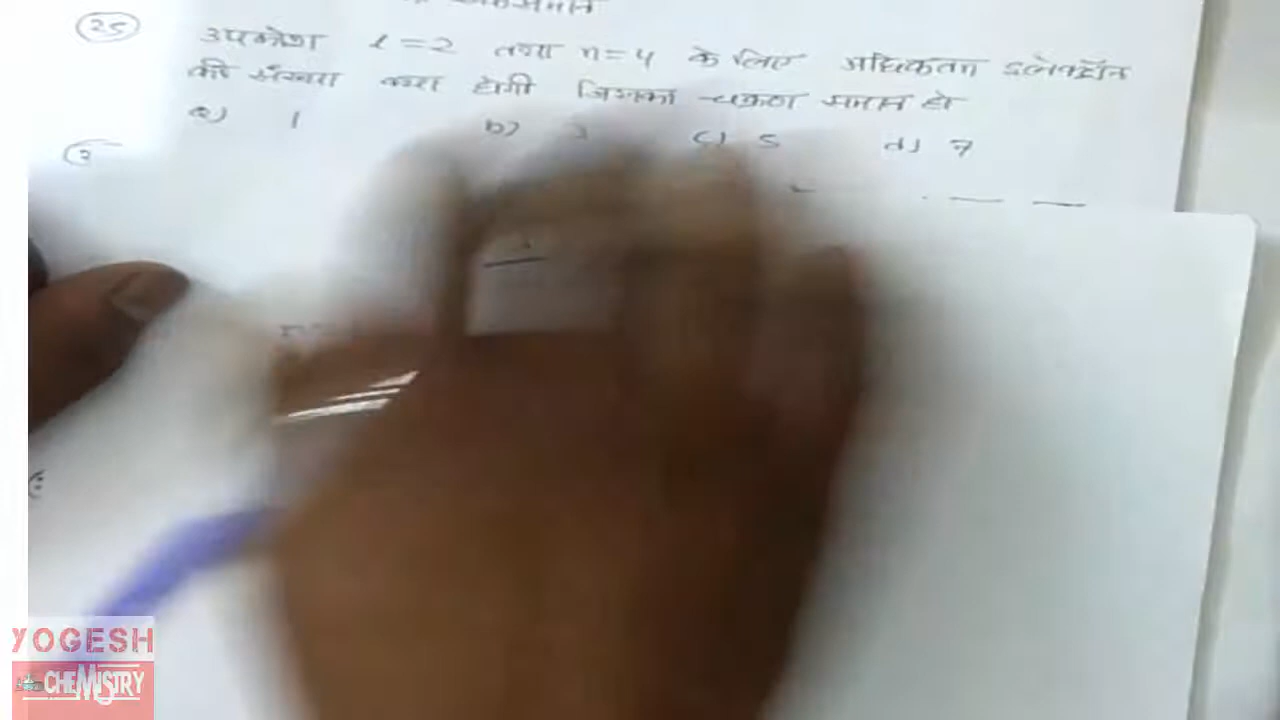 25
उपकोश l=2 तथा n=4 के लिए अधिकतम इलेक्ट्रॉन
की संख्या क्या होगी जिनका चक्रण समान हो
a) 1 b) c) 5 d) 7
YOGESH
CHEMISTRY